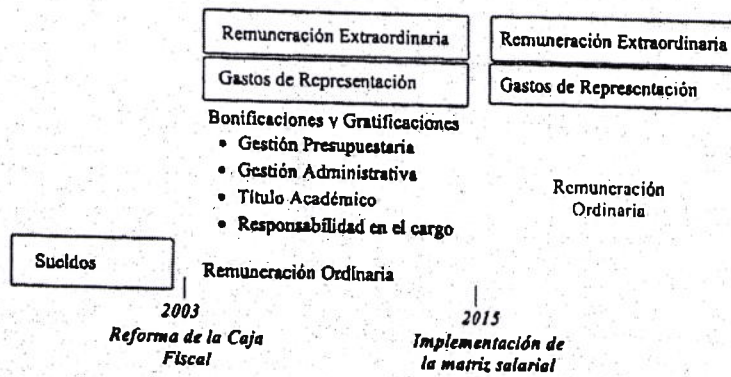 Remuneración Extraordinaria
Gastos de Representación
Bonificaciones y Gratificaciones
• Gestión Presupuestaria
• Gestión Administrativa
• Título Académico
• Responsabilidad en el cargo
Remuneración Ordinaria
Remuneración Extraordinaria
Gastos de Representación
Remuneración
Ordinaria
Sueldos
2003
Reforma de la Caja
Fiscal
2015
Implementación de
la matriz salarial